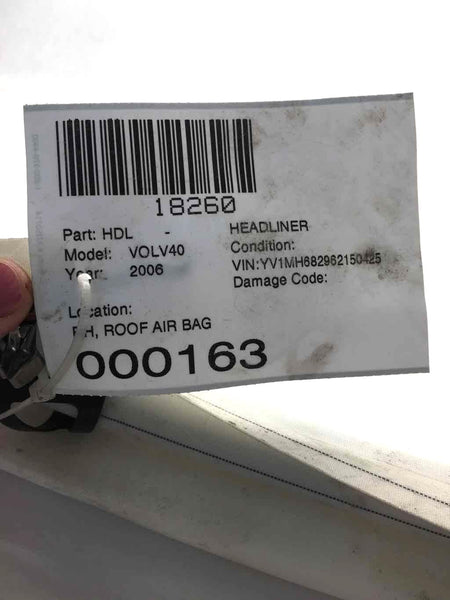 18260
Part: HDL - HEADLINER
Model: VOLV40 Condition:
Year: 2006 VIN:YV1MH682962150425
Damage Code:
Location:
RH, ROOF AIR BAG
000163